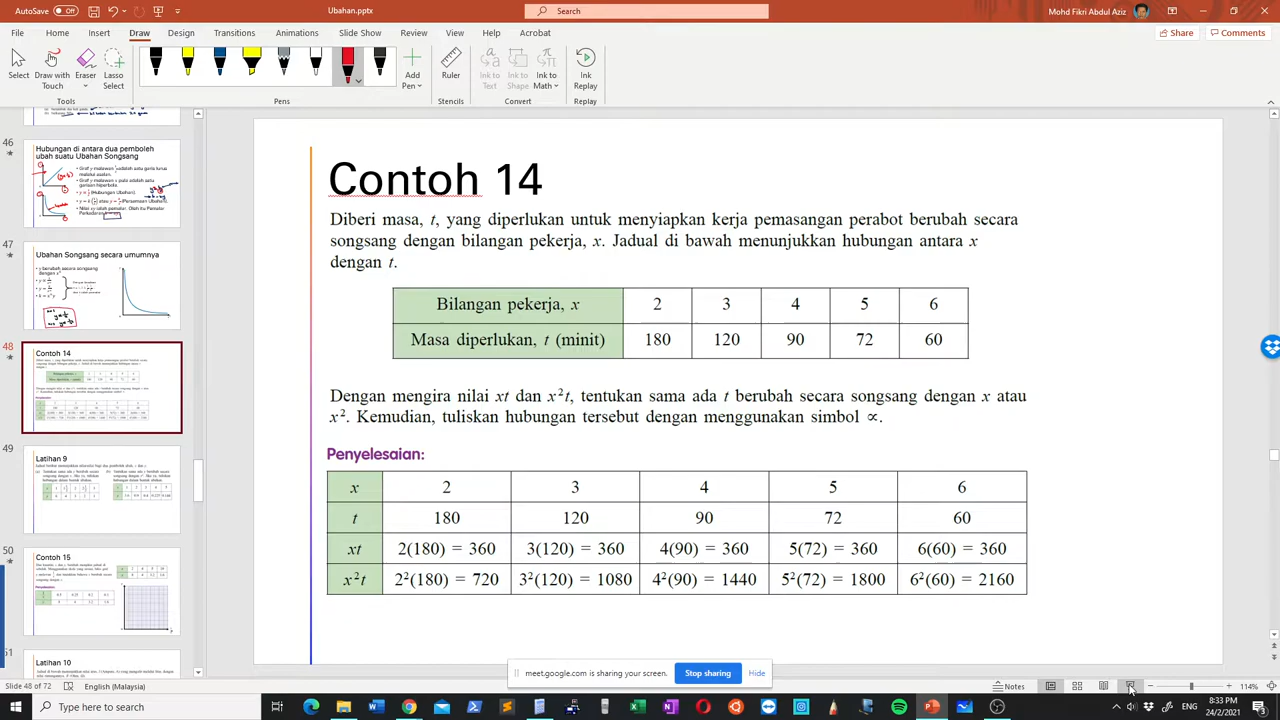 AutoSave Off
Ubahan.pptx
Search
Mohd Fikri Abdul Aziz
File Home Insert Draw Design Transitions Animations Slide Show Review View Help Acrobat
Share Comments
Select
Draw with Touch
Eraser
Lasso Select
Add Pen
Ruler
Ink to Text
Ink to Shape
Ink to Math
Ink Replay
Tools Pens Stencils Convert Replay
46
Hubungan di antara dua pemboleh
ubah suatu Ubahan Songsang
47
Ubahan Songsang secara umumnya
48
Contoh 14
49
Latihan 9
50
Contoh 15
51
Latihan 10
Contoh 14
Diberi masa, t, yang diperlukan untuk menyiapkan kerja pemasangan perabot berubah secara
songsang dengan bilangan pekerja, x. Jadual di bawah menunjukkan hubungan antara x
dengan t.
Bilangan pekerja, x 2 3 4 5 6
Masa diperlukan, t (minit) 180 120 90 72 60
Dengan mengira nilai xt dan x²t, tentukan sama ada t berubah secara songsang dengan x atau
x². Kemudian, tuliskan hubungan tersebut dengan menggunakan simbol ∝.
Penyelesaian:
x 2 3 4 5 6
t 180 120 90 72 60
xt 2(180) = 360 3(120) = 360 4(90) = 360 5(72) = 360 6(60) = 360
x²t 2²(180) = 720 3²(120) = 1080 4²(90) = 1440 5²(72) = 1800 6²(60) = 2160
meet.google.com is sharing your screen. Stop sharing Hide
Slide 48 of 72 English (Malaysia) Notes 114%
Type here to search
ENG
8:33 PM
24/2/2021